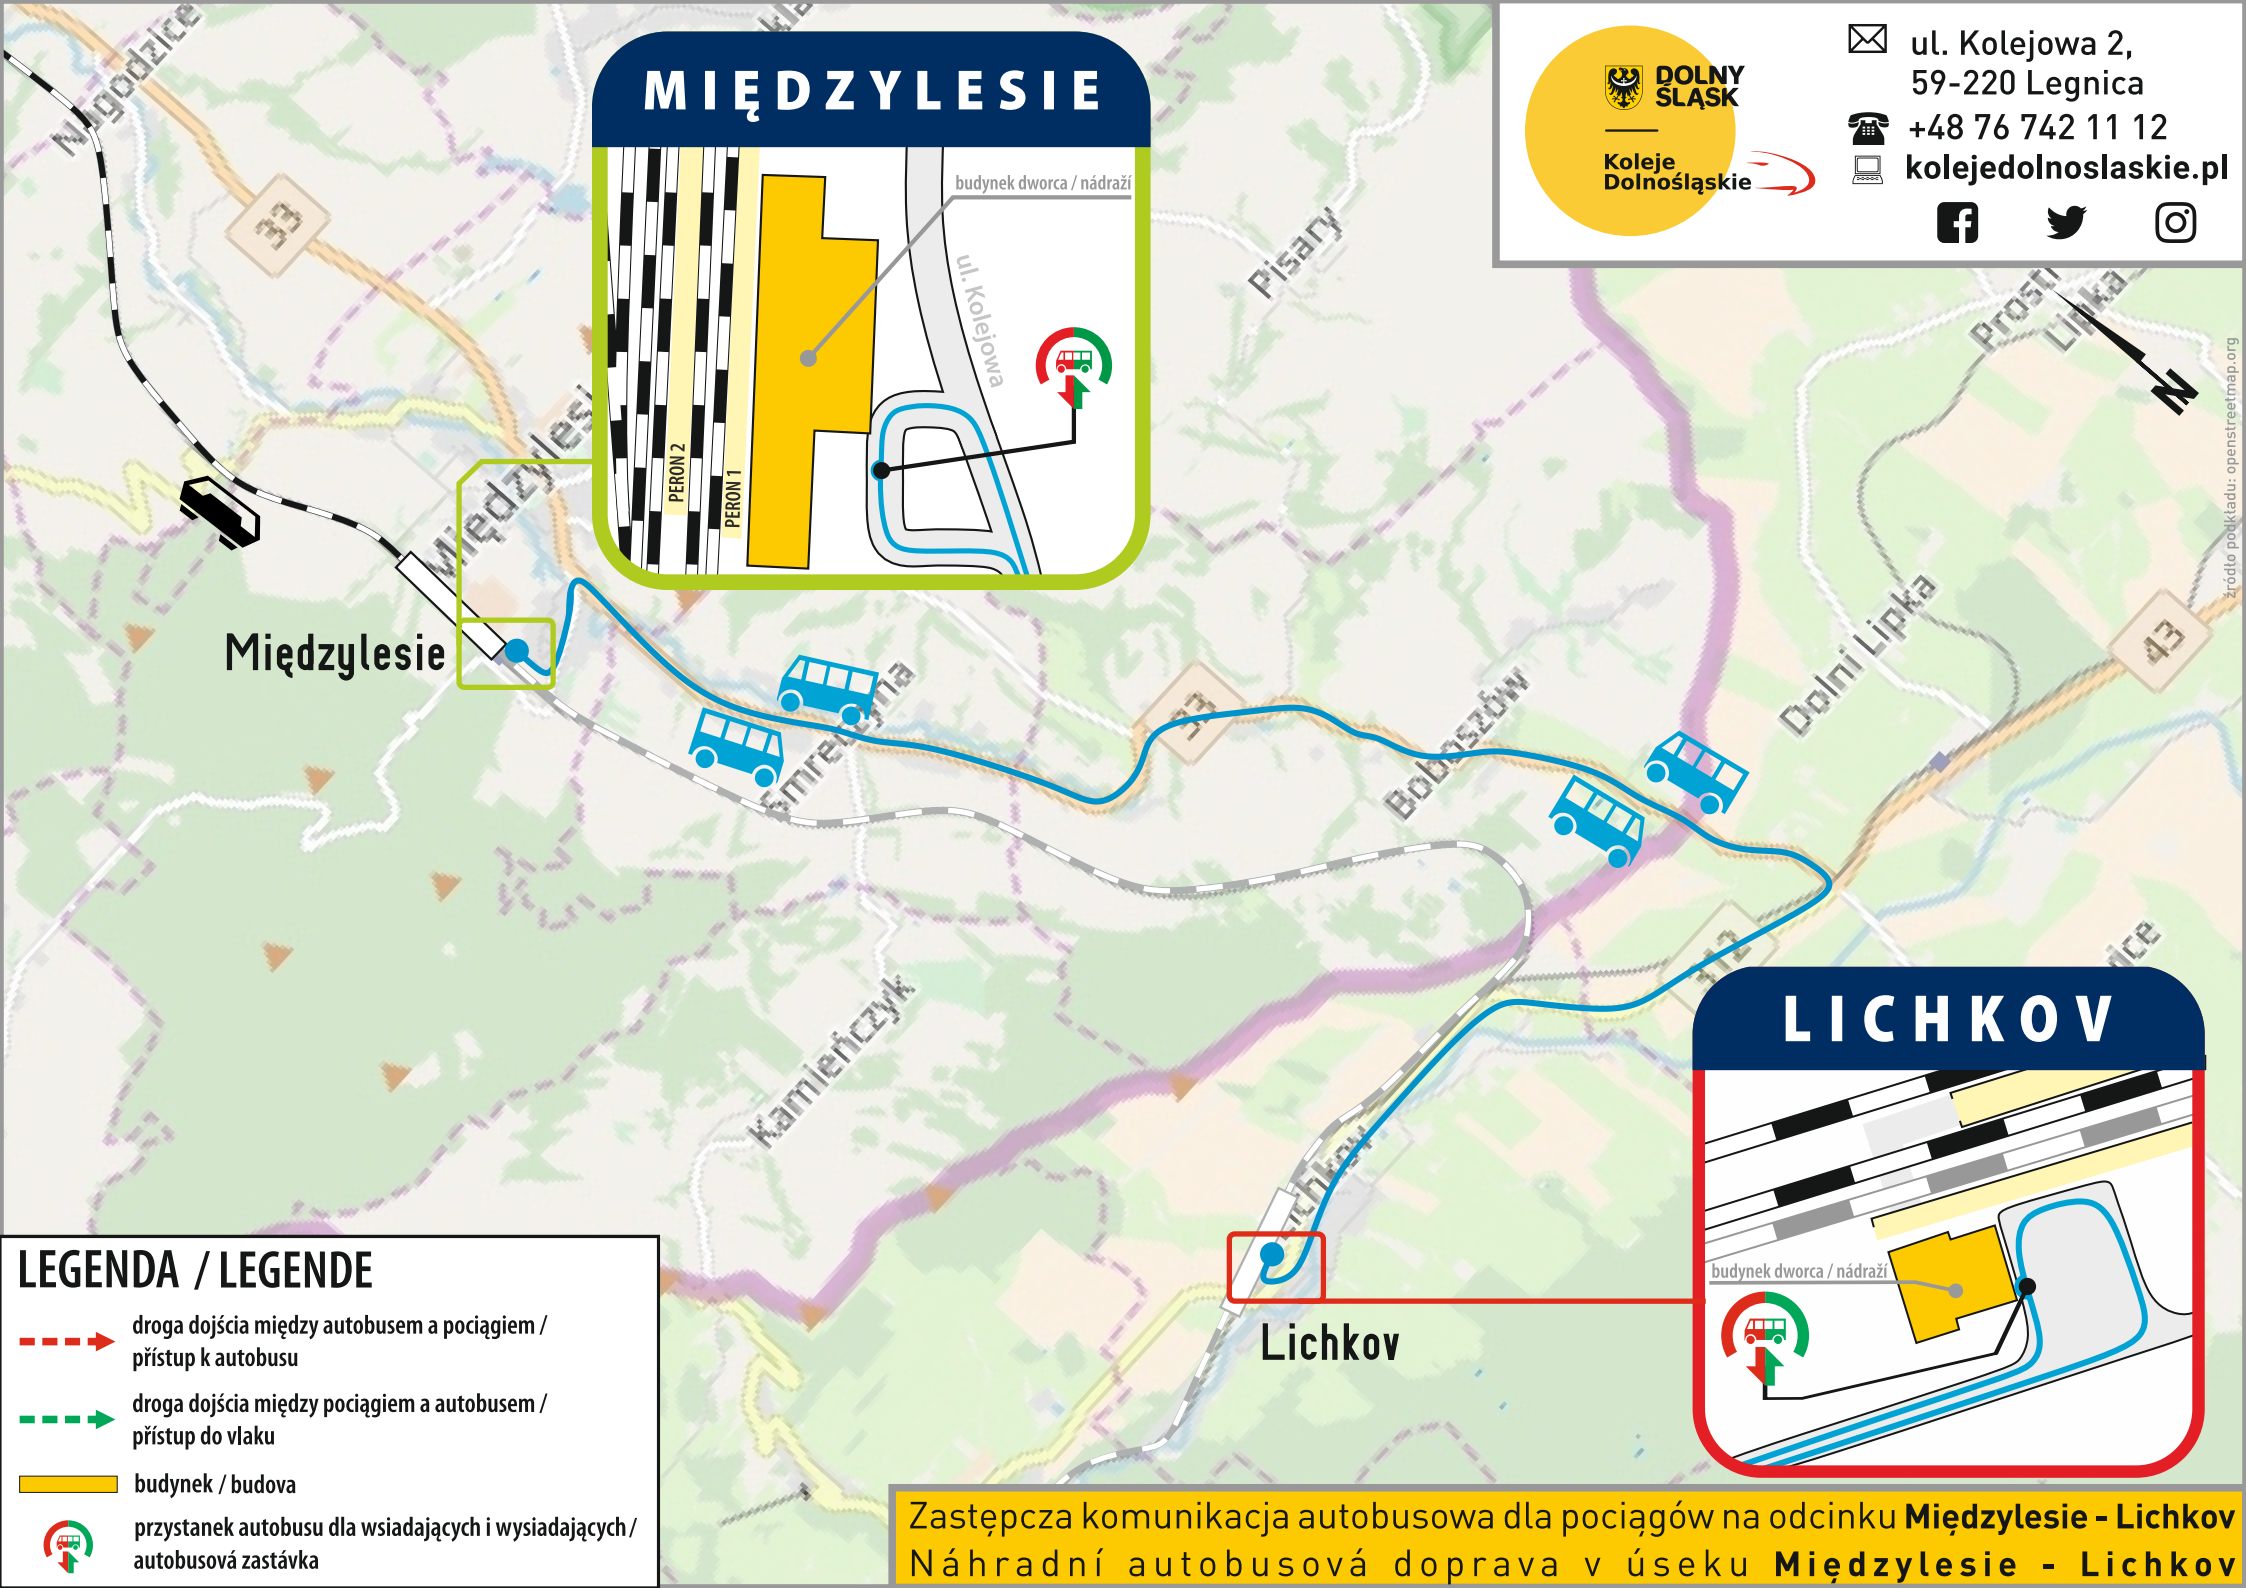 Nagodzice
33
MIĘDZYLESIE
budynek dworca / nádraží
ul. Kolejowa
PERON 2
PERON 1
DOLNY
ŚLĄSK
Koleje
Dolnośląskie
ul. Kolejowa 2,
59-220 Legnica
+48 76 742 11 12
kolejedolnoslaskie.pl
Pisary
Lipka
N
źródło podkładu: openstreetmap.org
Międzylesie
Smreczyna
33
Boboszów
Dolni Lipka
43
312
Kamieńczyk
Lichkov
LICHKOV
budynek dworca / nádraží
LEGENDA / LEGENDE
droga dojścia między autobusem a pociągiem /
přístup k autobusu
droga dojścia między pociągiem a autobusem /
přístup do vlaku
budynek / budova
przystanek autobusu dla wsiadających i wysiadających /
autobusová zastávka
Zastępcza komunikacja autobusowa dla pociągów na odcinku Międzylesie - Lichkov
Náhradní autobusová doprava v úseku Międzylesie - Lichkov